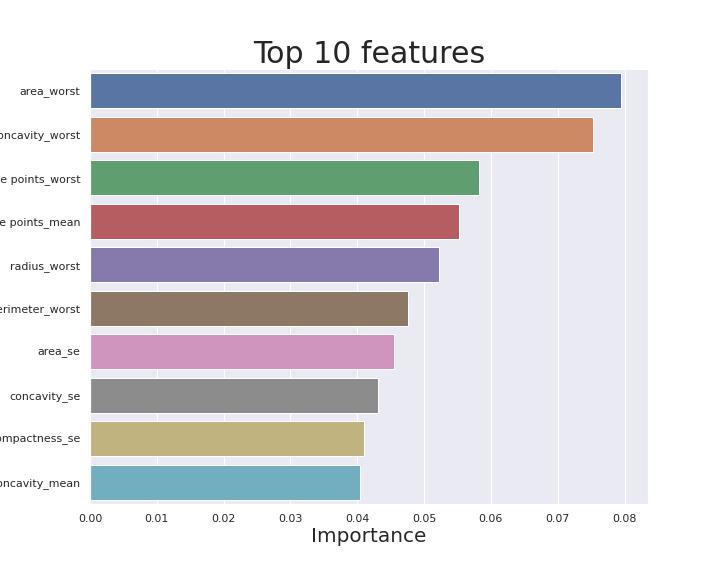 Top 10 features
area_worst
oncavity_worst
e points_worst
e points_mean
radius_worst
erimeter_worst
area_se
concavity_se
ompactness_se
oncavity_mean
0.00 0.01 0.02 0.03 0.04 0.05 0.06 0.07 0.08
Importance